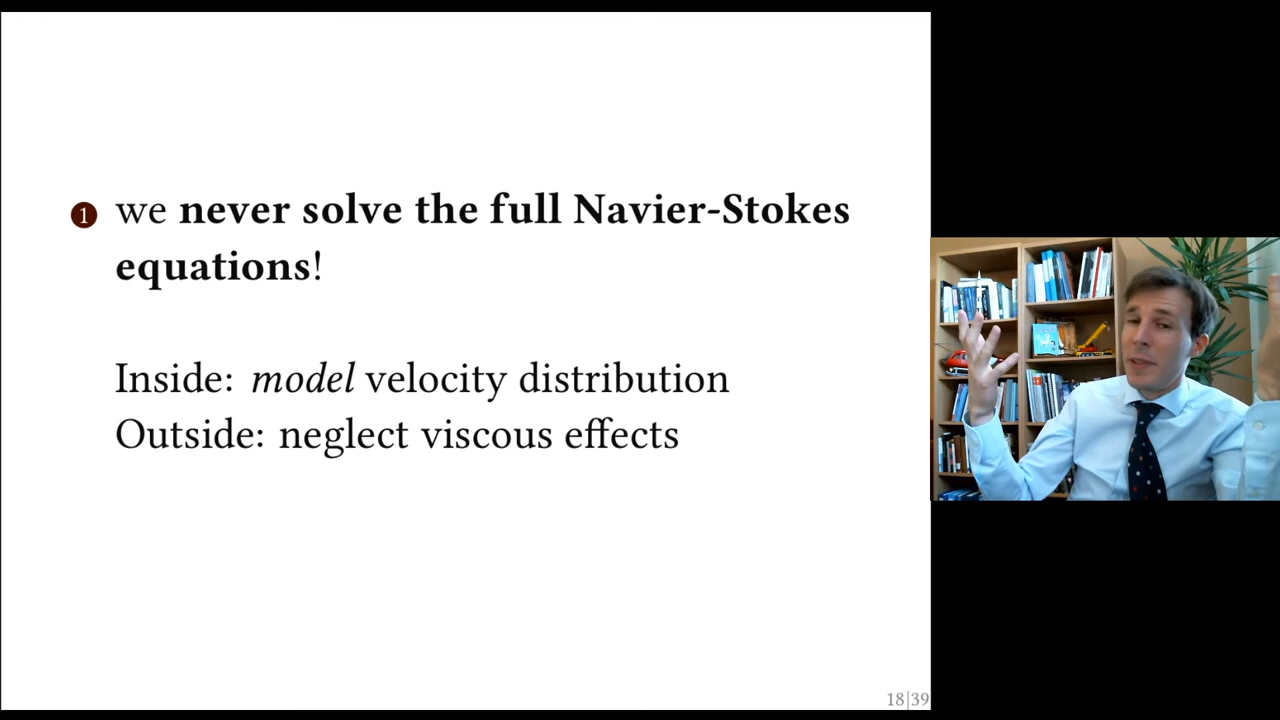 1 we never solve the full Navier-Stokes
equations!
Inside: model velocity distribution
Outside: neglect viscous effects
18|39